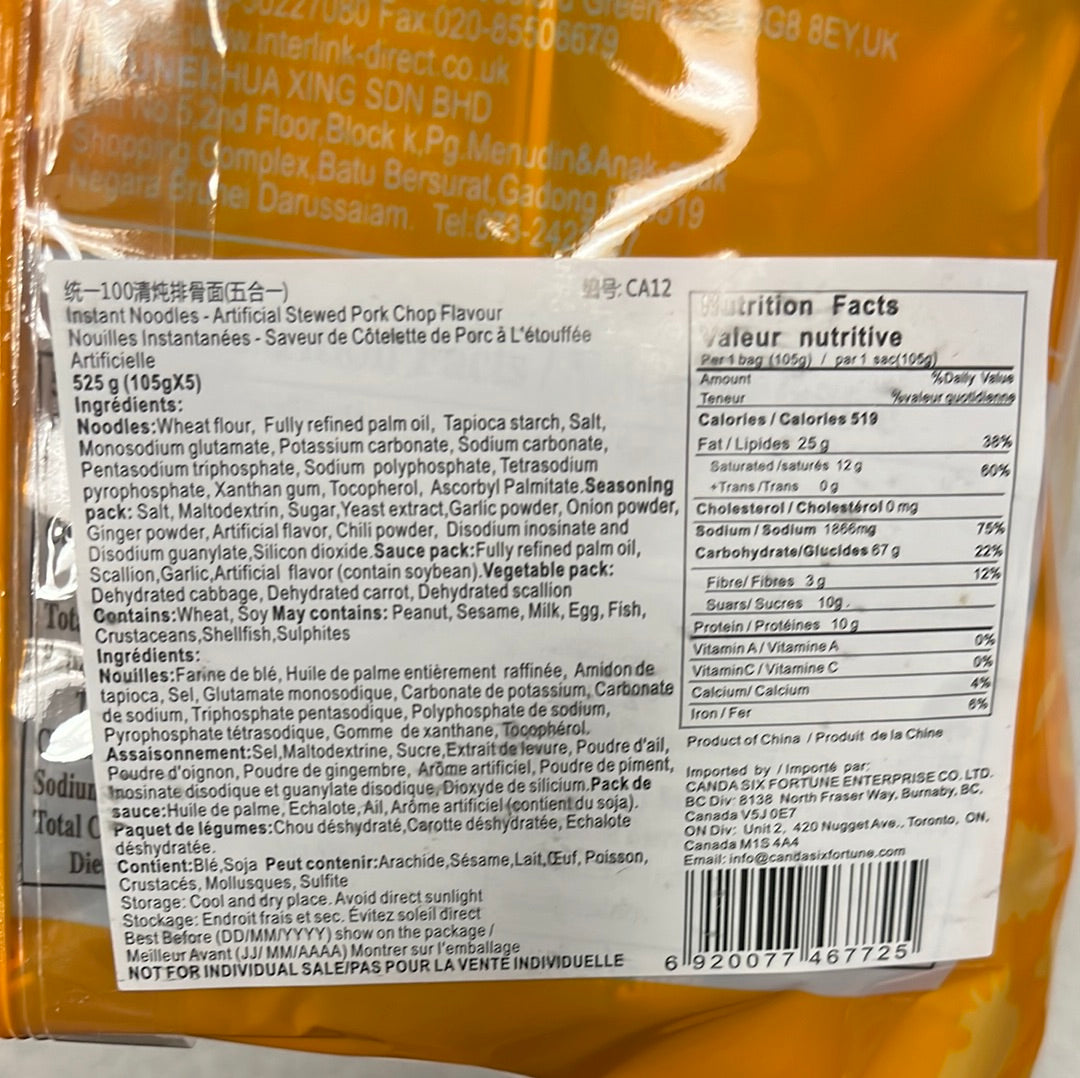 Fax:020-85506679
G8 8EY,UK
www.interlink-direct.co.uk
HUA XING SDN BHD
No.5,2nd Floor,Block k,Pg.Menudin&Anak
Shopping Complex,Batu Bersurat,Gadong
Negara Brunei Darussalam. Tel:
统一100清炖排骨面(五合一)
编号: CA12
Instant Noodles - Artificial Stewed Pork Chop Flavour
Nouilles Instantanées - Saveur de Côtelette de Porc à L'étouffée
Artificielle
525 g (105gX5)
Ingrédients:
Noodles:Wheat flour, Fully refined palm oil, Tapioca starch, Salt,
Monosodium glutamate, Potassium carbonate, Sodium carbonate,
Pentasodium triphosphate, Sodium polyphosphate, Tetrasodium
pyrophosphate, Xanthan gum, Tocopherol, Ascorbyl Palmitate.Seasoning
pack: Salt, Maltodextrin, Sugar,Yeast extract,Garlic powder, Onion powder,
Ginger powder, Artificial flavor, Chili powder, Disodium inosinate and
Disodium guanylate,Silicon dioxide.Sauce pack:Fully refined palm oil,
Scallion,Garlic,Artificial flavor (contain soybean).Vegetable pack:
Dehydrated cabbage, Dehydrated carrot, Dehydrated scallion
Contains:Wheat, Soy May contains: Peanut, Sesame, Milk, Egg, Fish,
Crustaceans,Shellfish,Sulphites
Ingrédients:
Nouilles:Farine de blé, Huile de palme entièrement raffinée, Amidon de
tapioca, Sel, Glutamate monosodique, Carbonate de potassium, Carbonate
de sodium, Triphosphate pentasodique, Polyphosphate de sodium,
Pyrophosphate tétrasodique, Gomme de xanthane, Tocophérol.
Assaisonnement:Sel,Maltodextrine, Sucre,Extrait de levure, Poudre d'ail,
Poudre d'oignon, Poudre de gingembre, Arôme artificiel, Poudre de piment,
Inosinate disodique et guanylate disodique, Dioxyde de silicium.Pack de
sauce:Huile de palme, Echalote, Ail, Arôme artificiel (contient du soja).
Paquet de légumes:Chou déshydraté,Carotte déshydratée, Echalote
déshydratée.
Contient:Blé,Soja Peut contenir:Arachide,Sésame,Lait,Œuf, Poisson,
Crustacés, Mollusques, Sulfite
Storage: Cool and dry place. Avoid direct sunlight
Stockage: Endroit frais et sec. Évitez soleil direct
Best Before (DD/MM/YYYY) show on the package /
Meilleur Avant (JJ/ MM/AAAA) Montrer sur l'emballage
NOT FOR INDIVIDUAL SALE/PAS POUR LA VENTE INDIVIDUELLE
Nutrition Facts
Valeur nutritive
Per 1 bag (105g) / par 1 sac(105g)
Amount %Daily Value
Teneur %valeur quotidienne
Calories / Calories 519
Fat / Lipides 25 g 38%
Saturated /saturés 12 g 60%
+Trans /Trans 0 g
Cholesterol / Cholestérol 0 mg
Sodium / Sodium 1866mg 75%
Carbohydrate/Glucides 67 g 22%
Fibre/ Fibres 3 g 12%
Suars/ Sucres 10g.
Protein / Protéines 10 g
Vitamin A / Vitamine A 0%
VitaminC / Vitamine C 0%
Calcium/ Calcium 4%
Iron / Fer 6%
Product of China / Produit de la Chine
Imported by / Importé par:
CANDA SIX FORTUNE ENTERPRISE CO. LTD.
BC Div: 8138 North Fraser Way, Burnaby, BC,
Canada V5J 0E7
ON Div: Unit 2, 420 Nugget Ave., Toronto, ON,
Canada M1S 4A4
Email: info@candasixfortune.com
6 920077 467725
Sodium
Total C
Die